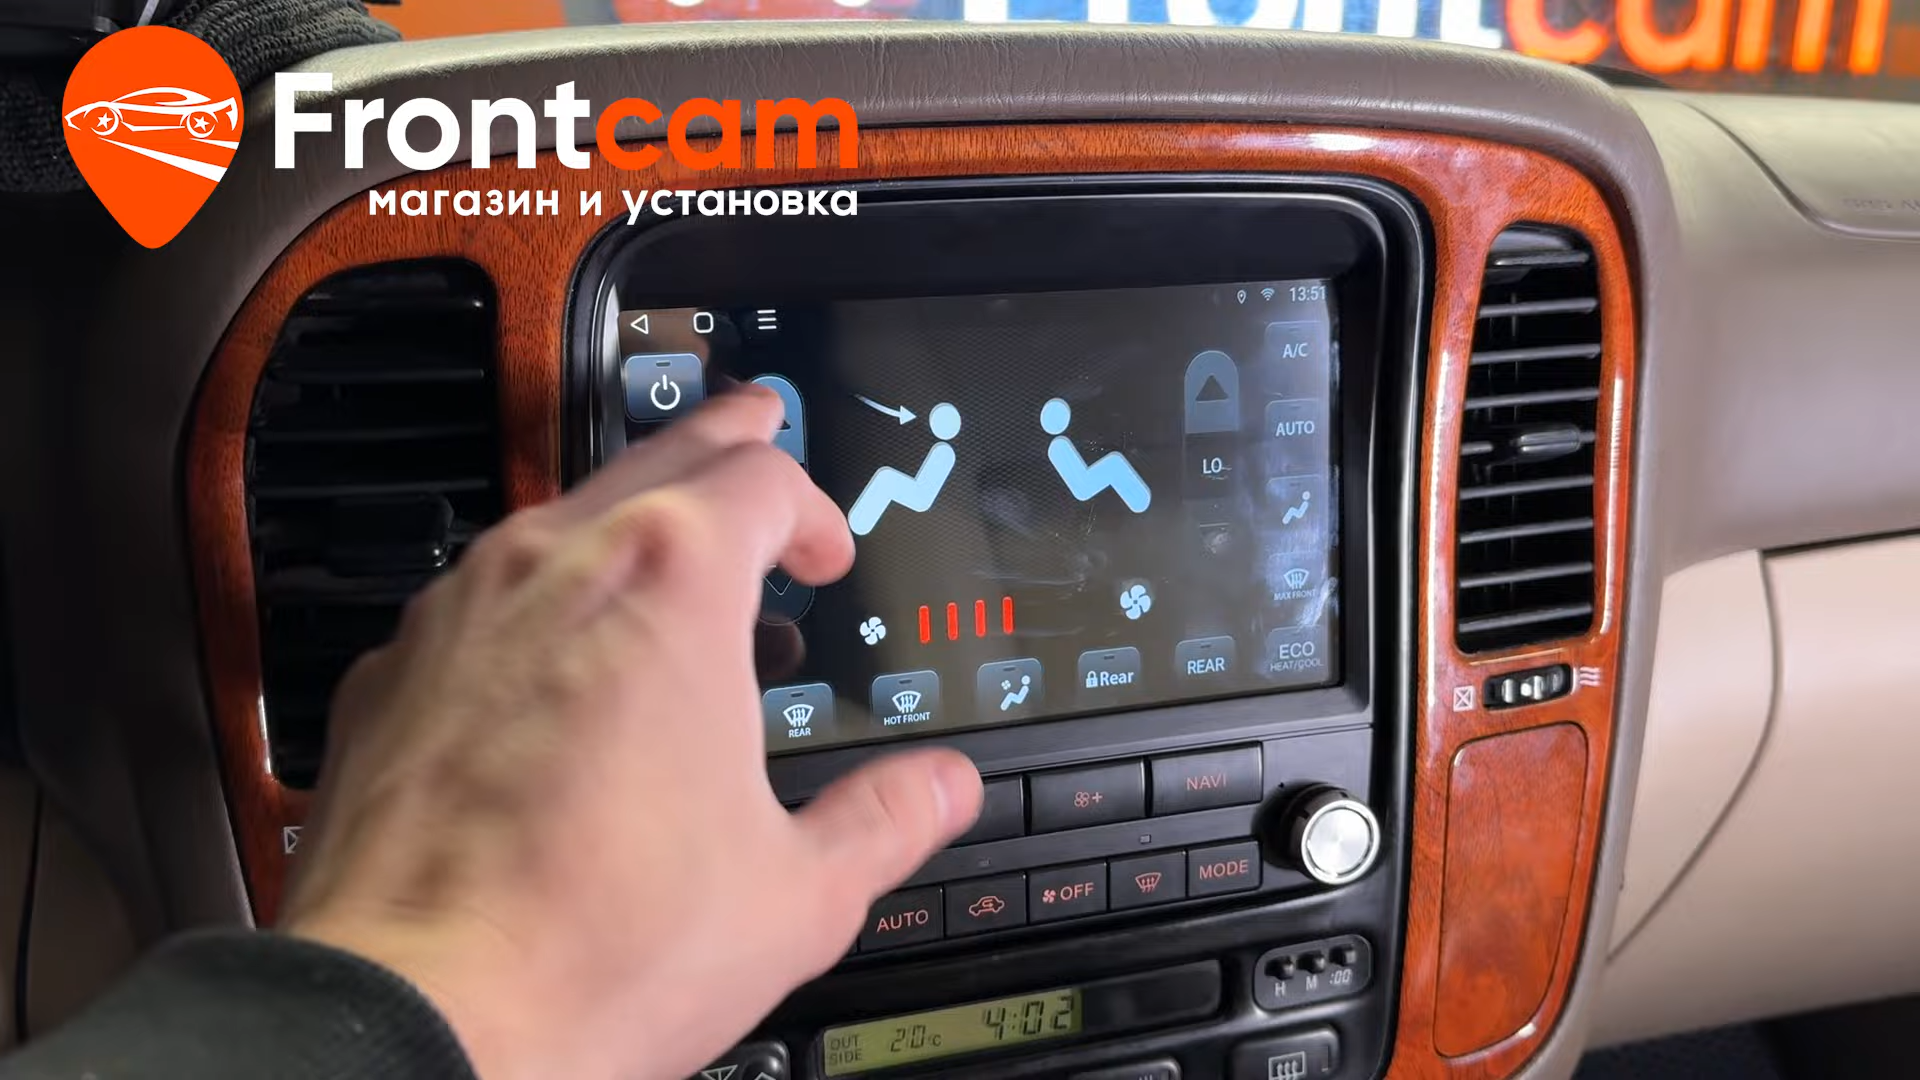 Frontcam
Frontcam
магазин и установка
13:51
A/C
AUTO
LO
MAX FRONT
ECO
HEAT/COOL
REAR
Rear
HOT FRONT
REAR
NAVI
MODE
OFF
AUTO
H M :00
OUT SIDE 20°C 4:02